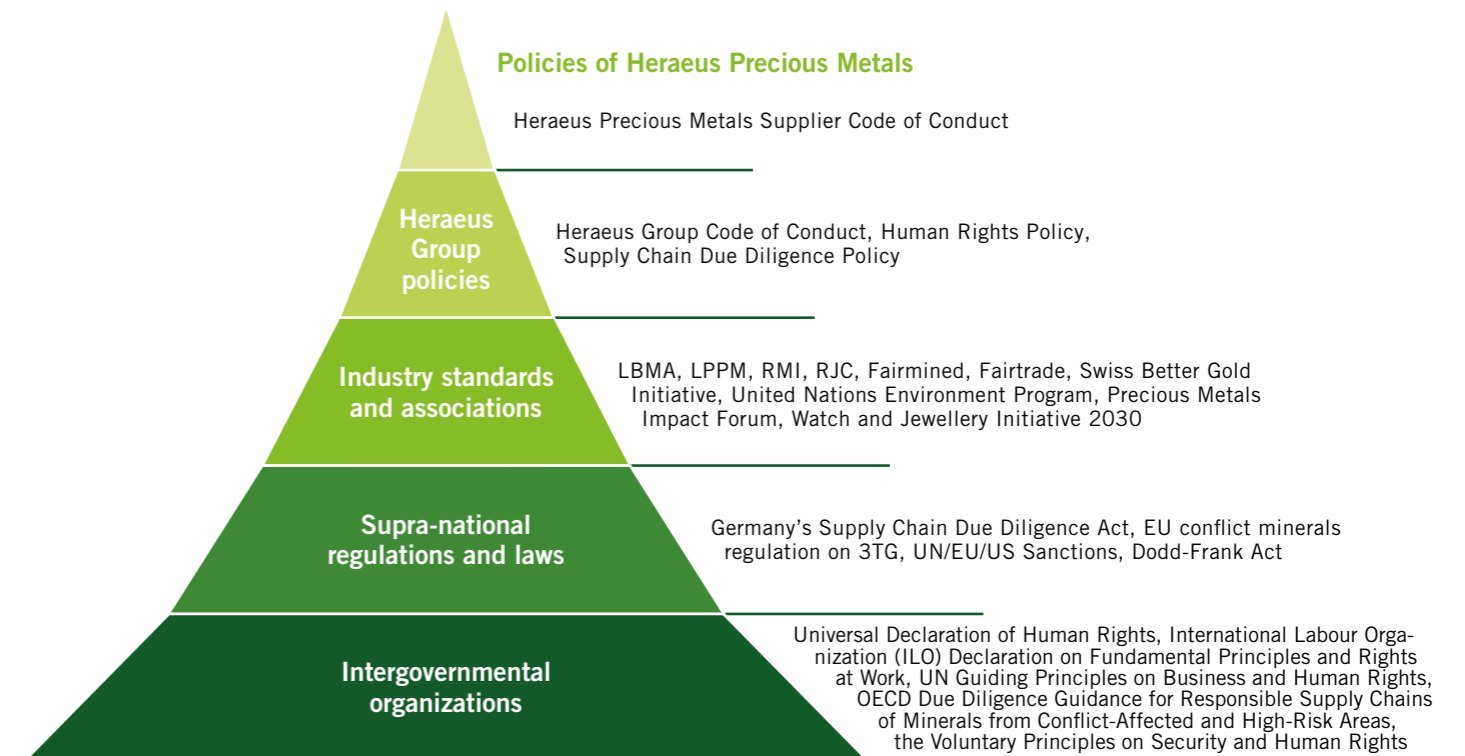 Policies of Heraeus Precious Metals
Heraeus Precious Metals Supplier Code of Conduct
Heraeus
Group
policies
Heraeus Group Code of Conduct, Human Rights Policy,
Supply Chain Due Diligence Policy
Industry standards
and associations
LBMA, LPPM, RMI, RJC, Fairmined, Fairtrade, Swiss Better Gold
Initiative, United Nations Environment Program, Precious Metals
Impact Forum, Watch and Jewellery Initiative 2030
Supra-national
regulations and laws
Germany’s Supply Chain Due Diligence Act, EU conflict minerals
regulation on 3TG, UN/EU/US Sanctions, Dodd-Frank Act
Intergovernmental
organizations
Universal Declaration of Human Rights, International Labour Orga-
nization (ILO) Declaration on Fundamental Principles and Rights
at Work, UN Guiding Principles on Business and Human Rights,
OECD Due Diligence Guidance for Responsible Supply Chains
of Minerals from Conflict-Affected and High-Risk Areas,
the Voluntary Principles on Security and Human Rights